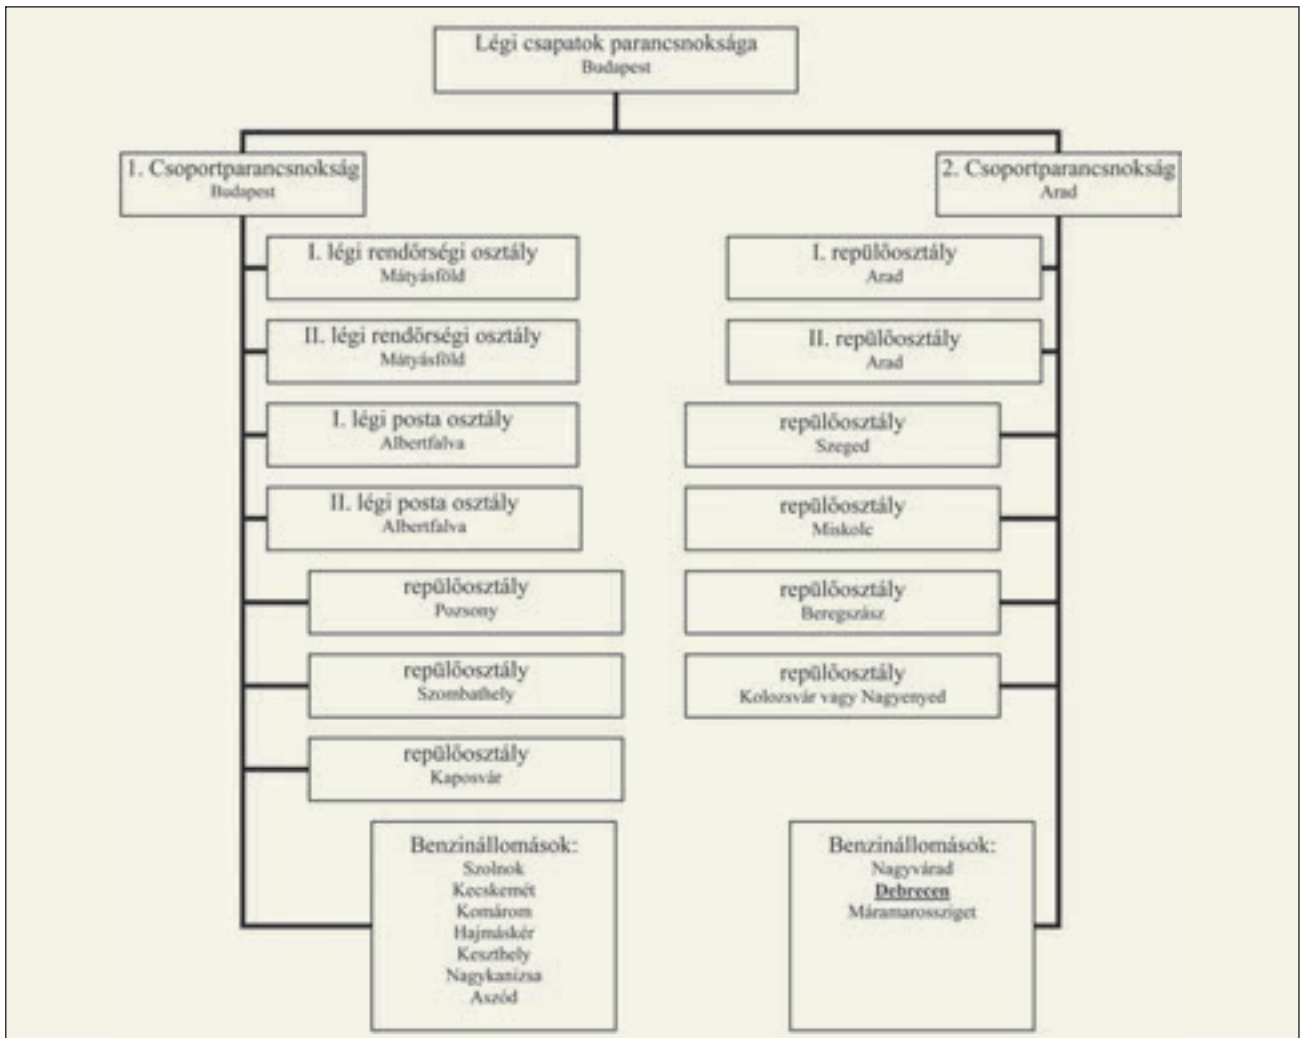 Légi csapatok parancsnoksága
Budapest
1. Csoportparancsnokság
Budapest
I. légi rendőrségi osztály
Mátyásföld
II. légi rendőrségi osztály
Mátyásföld
I. légi posta osztály
Albertfalva
II. légi posta osztály
Albertfalva
repülőosztály
Pozsony
repülőosztály
Szombathely
repülőosztály
Kaposvár
Benzinállomások:
Szolnok
Kecskemét
Komárom
Hajmáskér
Keszthely
Nagykanizsa
Aszód
2. Csoportparancsnokság
Arad
I. repülőosztály
Arad
II. repülőosztály
Arad
repülőosztály
Szeged
repülőosztály
Miskolc
repülőosztály
Beregszász
repülőosztály
Kolozsvár vagy Nagyenyed
Benzinállomások:
Nagyvárad
Debrecen
Máramarossziget